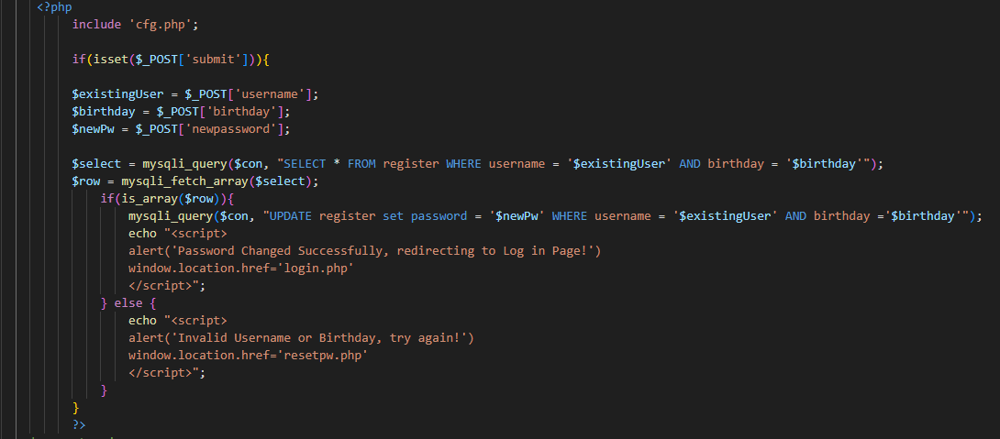 <?php
include 'cfg.php';
if(isset($_POST['submit'])){
$existingUser = $_POST['username'];
$birthday = $_POST['birthday'];
$newPw = $_POST['newpassword'];
$select = mysqli_query($con, "SELECT * FROM register WHERE username = '$existingUser' AND birthday = '$birthday'");
$row = mysqli_fetch_array($select);
if(is_array($row)){
mysqli_query($con, "UPDATE register set password = '$newPw' WHERE username = '$existingUser' AND birthday ='$birthday'");
echo "<script>
alert('Password Changed Successfully, redirecting to Log in Page!')
window.location.href='login.php'
</script>";
} else {
echo "<script>
alert('Invalid Username or Birthday, try again!')
window.location.href='resetpw.php'
</script>";
}
}
?>